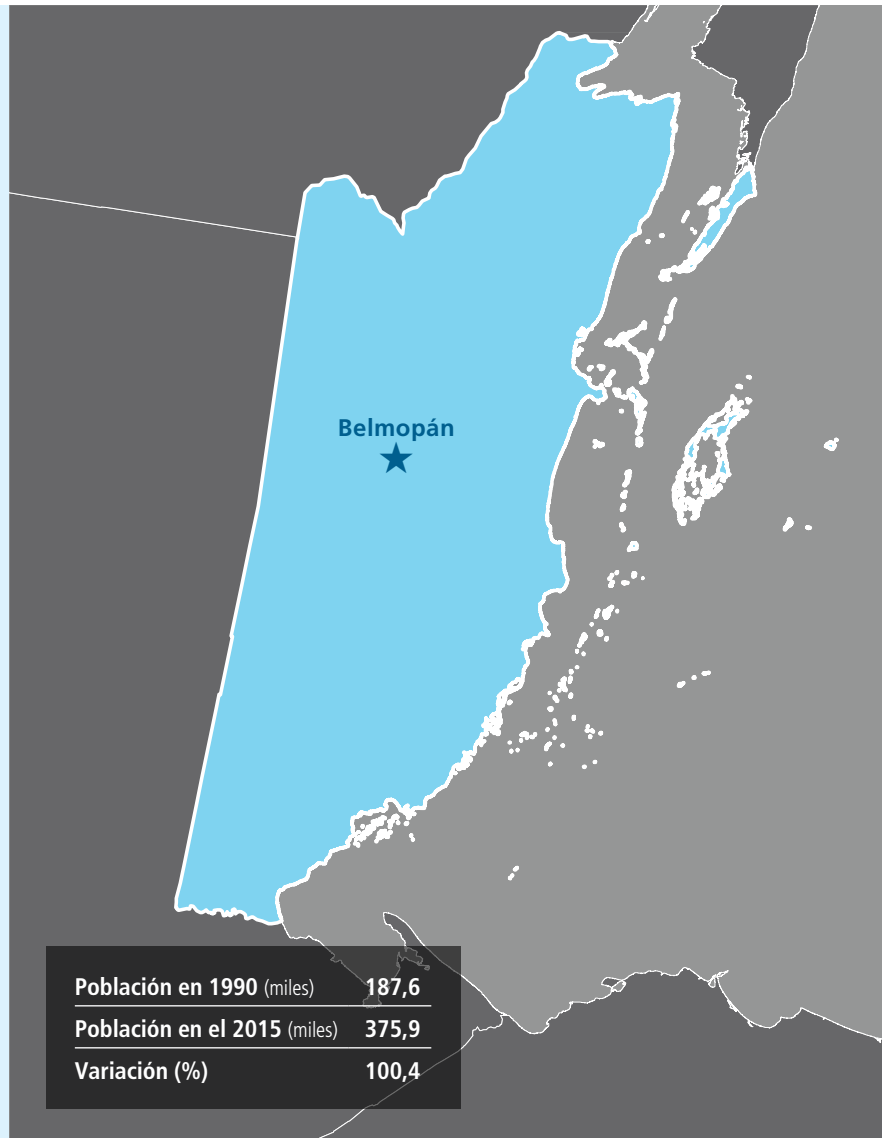 Belmopán
Población en 1990 (miles) 187,6
Población en el 2015 (miles) 375,9
Variación (%) 100,4